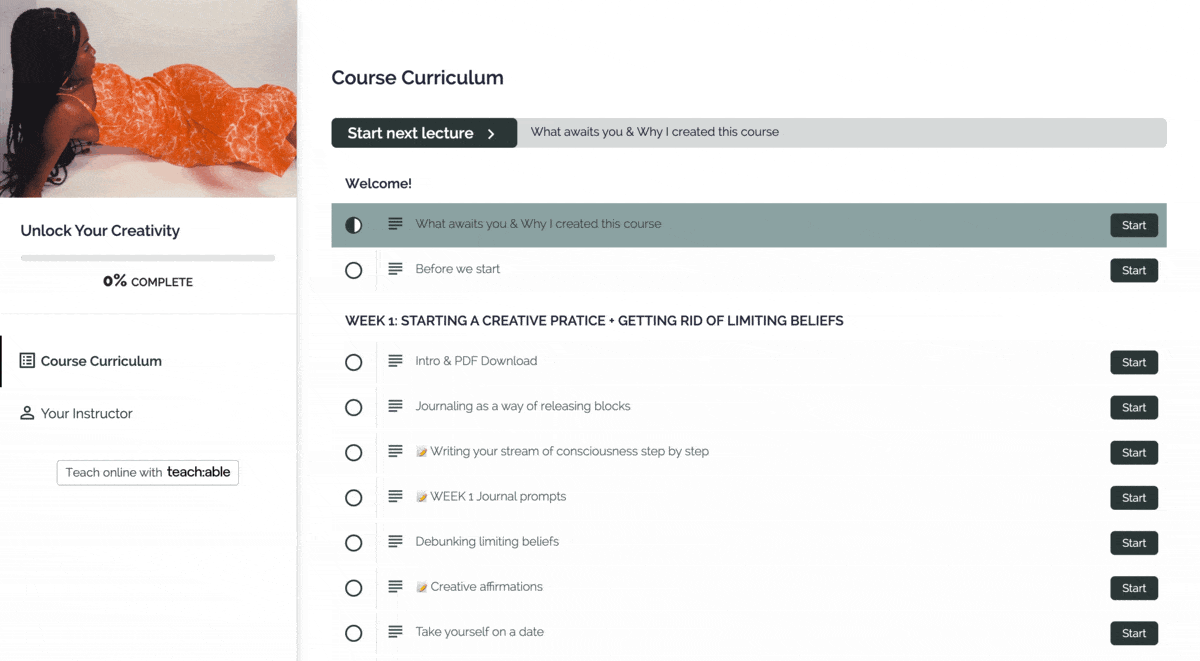 Course Curriculum
Start next lecture > What awaits you & Why I created this course
Welcome!
What awaits you & Why I created this course Start
Before we start Start
WEEK 1: STARTING A CREATIVE PRATICE + GETTING RID OF LIMITING BELIEFS
Intro & PDF Download Start
Journaling as a way of releasing blocks Start
📝 Writing your stream of consciousness step by step Start
📝 WEEK 1 Journal prompts Start
Debunking limiting beliefs Start
📝 Creative affirmations Start
Take yourself on a date Start
Unlock Your Creativity
0% COMPLETE
Course Curriculum
Your Instructor
Teach online with teach:able